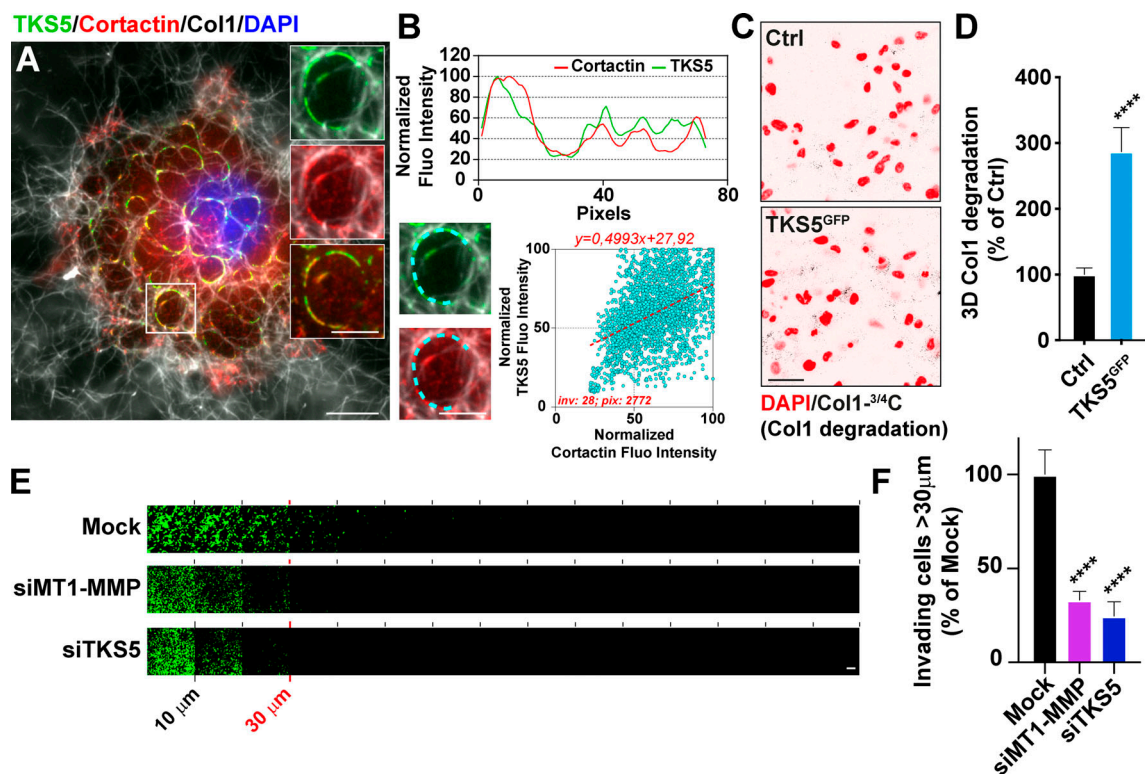 TKS5/Cortactin/Col1/DAPI
A
B
Normalized
Fluo Intensity
120
100
80
60
40
20
0
Cortactin
TKS5
0
40
80
Pixels
y=0,4993x+27,92
Normalized
TKS5 Fluo Intensity
100
50
0
inv: 28; pix: 2772
0
50
100
Normalized
Cortactin Fluo Intensity
C
Ctrl
TKS5GFP
DAPI/Col1-3/4C
(Col1 degradation)
D
3D Col1 degradation
(% of Ctrl)
400
300
200
100
0
****
Ctrl
TKS5GFP
E
Mock
siMT1-MMP
siTKS5
10 μm
30 μm
F
Invading cells >30μm
(% of Mock)
100
50
0
****
****
Mock
siMT1-MMP
siTKS5